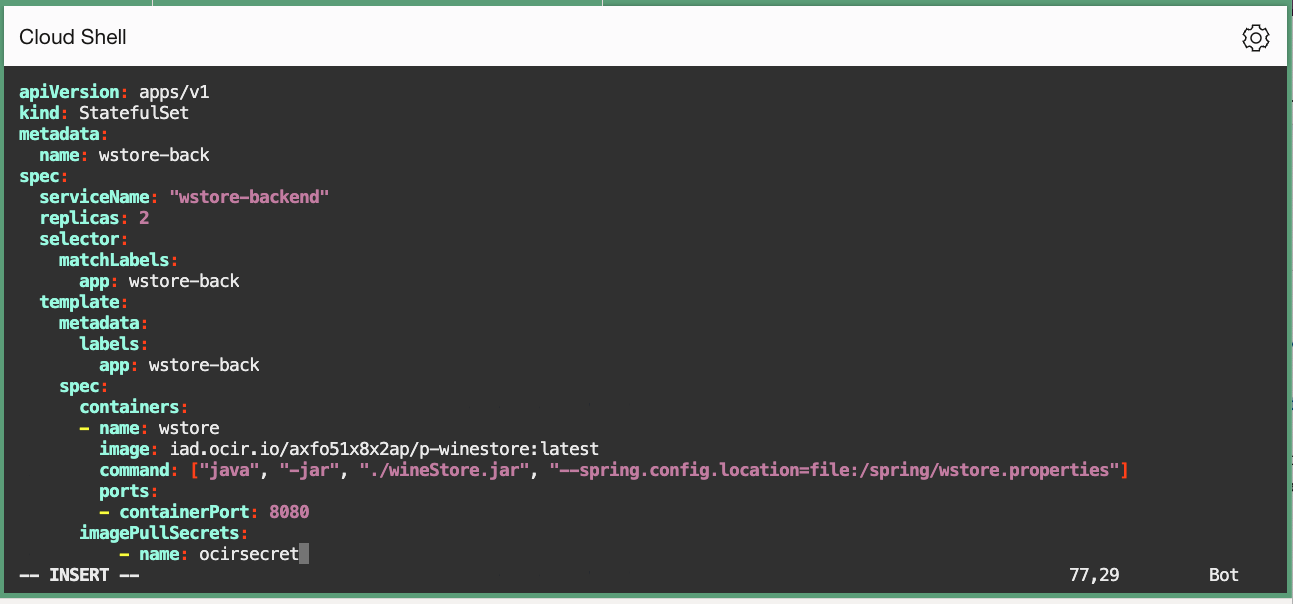 Cloud Shell
apiVersion: apps/v1
kind: StatefulSet
metadata:
  name: wstore-back
spec:
  serviceName: "wstore-backend"
  replicas: 2
  selector:
    matchLabels:
      app: wstore-back
  template:
    metadata:
      labels:
        app: wstore-back
    spec:
      containers:
      - name: wstore
        image: iad.ocir.io/axfo51x8x2ap/p-winestore:latest
        command: ["java", "-jar", "./wineStore.jar", "--spring.config.location=file:/spring/wstore.properties"]
        ports:
        - containerPort: 8080
      imagePullSecrets:
          - name: ocirsecret
-- INSERT -- 77,29 Bot